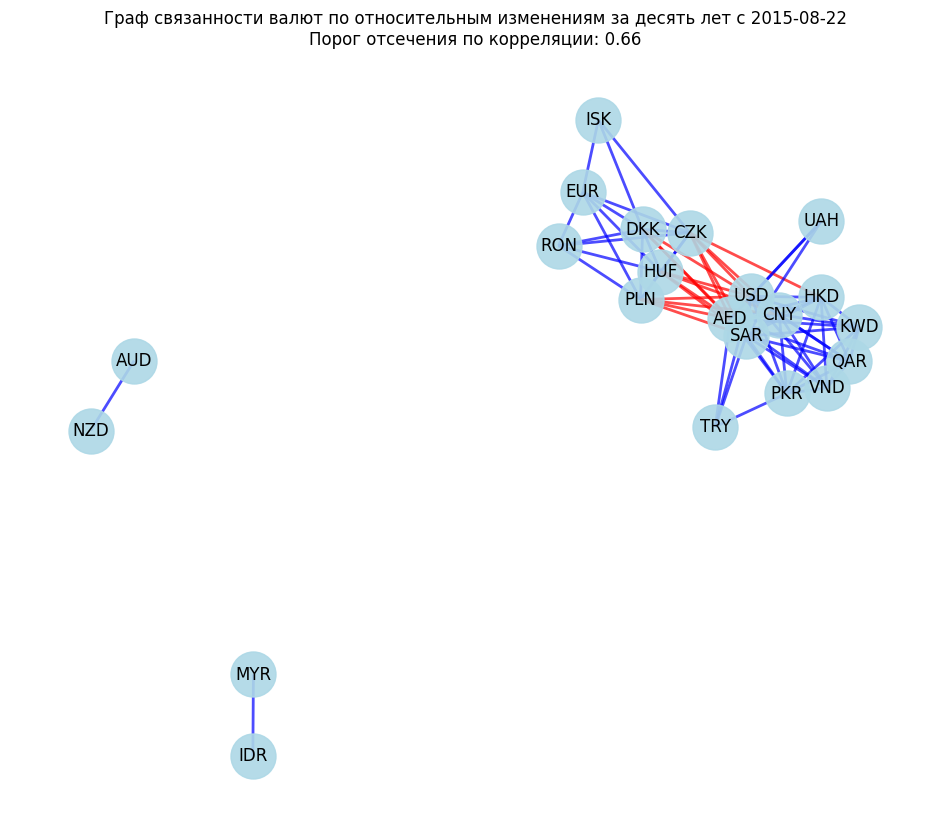 Граф связанности валют по относительным изменениям за десять лет с 2015-08-22
Порог отсечения по корреляции: 0.66
ISK
EUR
DKK
CZK
UAH
RON
HUF
USD
HKD
PLN
AED
CNY
KWD
SAR
AUD
QAR
PKR
VND
NZD
TRY
MYR
IDR